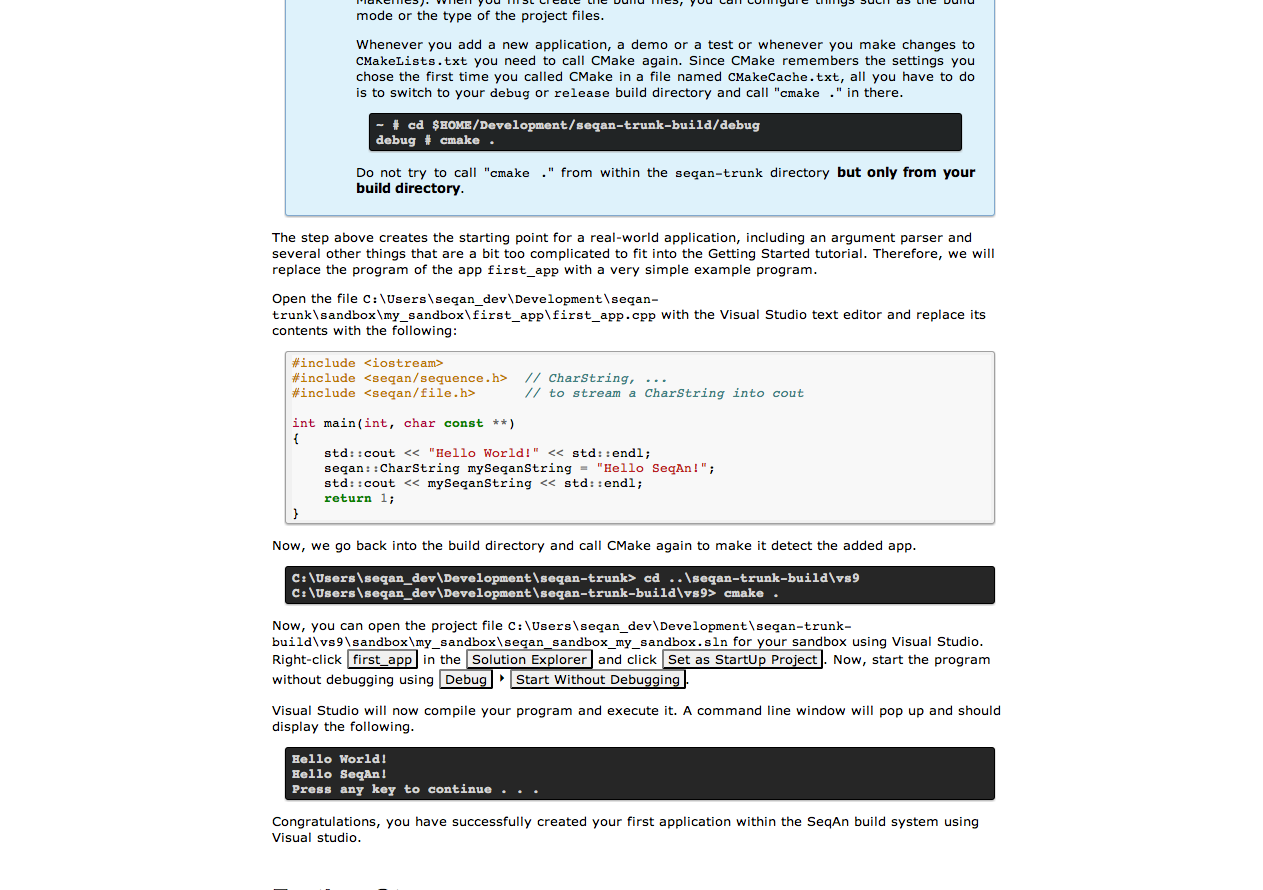 Makefiles). When you first create the build files, you can configure things such as the build
mode or the type of the project files.
Whenever you add a new application, a demo or a test or whenever you make changes to
CMakeLists.txt you need to call CMake again. Since CMake remembers the settings you
chose the first time you called CMake in a file named CMakeCache.txt, all you have to do
is to switch to your debug or release build directory and call "cmake ." in there.
~ # cd $HOME/Development/seqan-trunk-build/debug
debug # cmake .
Do not try to call "cmake ." from within the seqan-trunk directory but only from your
build directory.
The step above creates the starting point for a real-world application, including an argument parser and
several other things that are a bit too complicated to fit into the Getting Started tutorial. Therefore, we will
replace the program of the app first_app with a very simple example program.
Open the file C:\Users\seqan_dev\Development\seqan-
trunk\sandbox\my_sandbox\first_app\first_app.cpp with the Visual Studio text editor and replace its
contents with the following:
#include <iostream>
#include <seqan/sequence.h>  // CharString, ...
#include <seqan/file.h>      // to stream a CharString into cout
int main(int, char const **)
{
    std::cout << "Hello World!" << std::endl;
    seqan::CharString mySeqanString = "Hello SeqAn!";
    std::cout << mySeqanString << std::endl;
    return 1;
}
Now, we go back into the build directory and call CMake again to make it detect the added app.
C:\Users\seqan_dev\Development\seqan-trunk> cd ..\seqan-trunk-build\vs9
C:\Users\seqan_dev\Development\seqan-trunk-build\vs9> cmake .
Now, you can open the project file C:\Users\seqan_dev\Development\seqan-trunk-
build\vs9\sandbox\my_sandbox\seqan_sandbox_my_sandbox.sln for your sandbox using Visual Studio.
Right-click first_app in the Solution Explorer and click Set as StartUp Project. Now, start the program
without debugging using Debug ‣ Start Without Debugging.
Visual Studio will now compile your program and execute it. A command line window will pop up and should
display the following.
Hello World!
Hello SeqAn!
Press any key to continue . . .
Congratulations, you have successfully created your first application within the SeqAn build system using
Visual studio.